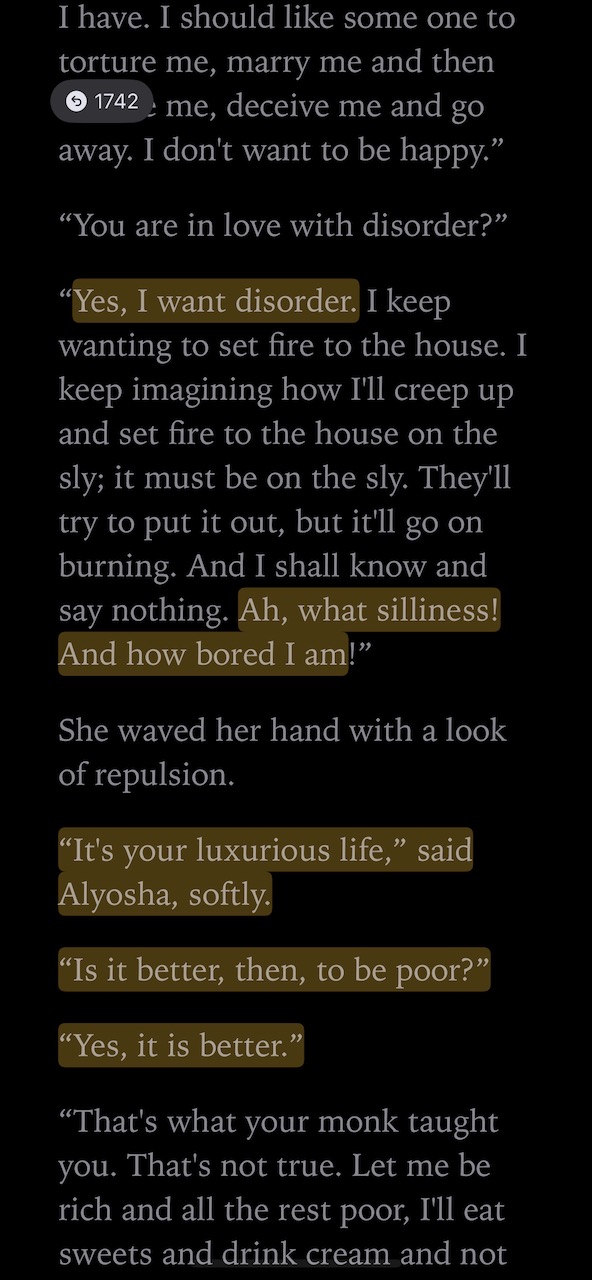 I have. I should like some one to
torture me, marry me and then
1742 me, deceive me and go
away. I don't want to be happy.”
“You are in love with disorder?”
“Yes, I want disorder. I keep
wanting to set fire to the house. I
keep imagining how I'll creep up
and set fire to the house on the
sly; it must be on the sly. They'll
try to put it out, but it'll go on
burning. And I shall know and
say nothing. Ah, what silliness!
And how bored I am!”
She waved her hand with a look
of repulsion.
“It's your luxurious life,” said
Alyosha, softly.
“Is it better, then, to be poor?”
“Yes, it is better.”
“That's what your monk taught
you. That's not true. Let me be
rich and all the rest poor, I'll eat
sweets and drink cream and not